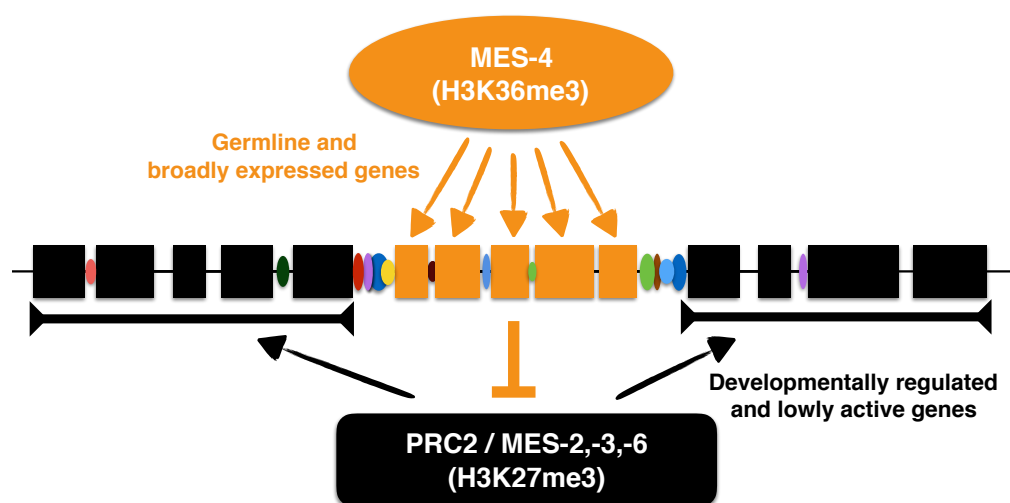 MES-4
(H3K36me3)
Germline and
broadly expressed genes
Developmentally regulated
and lowly active genes
PRC2 / MES-2,-3,-6
(H3K27me3)